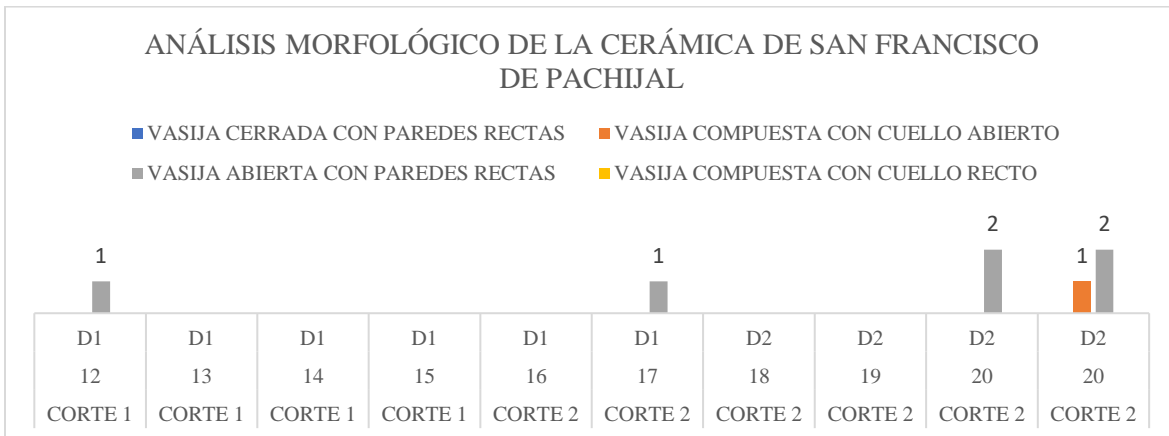 ANÁLISIS MORFOLÓGICO DE LA CERÁMICA DE SAN FRANCISCO
DE PACHIJAL
VASIJA CERRADA CON PAREDES RECTAS VASIJA COMPUESTA CON CUELLO ABIERTO
VASIJA ABIERTA CON PAREDES RECTAS VASIJA COMPUESTA CON CUELLO RECTO
1 1 2 1 2
D1 D1 D1 D1 D1 D1 D2 D2 D2 D2
12 13 14 15 16 17 18 19 20 20
CORTE 1 CORTE 1 CORTE 1 CORTE 1 CORTE 2 CORTE 2 CORTE 2 CORTE 2 CORTE 2 CORTE 2